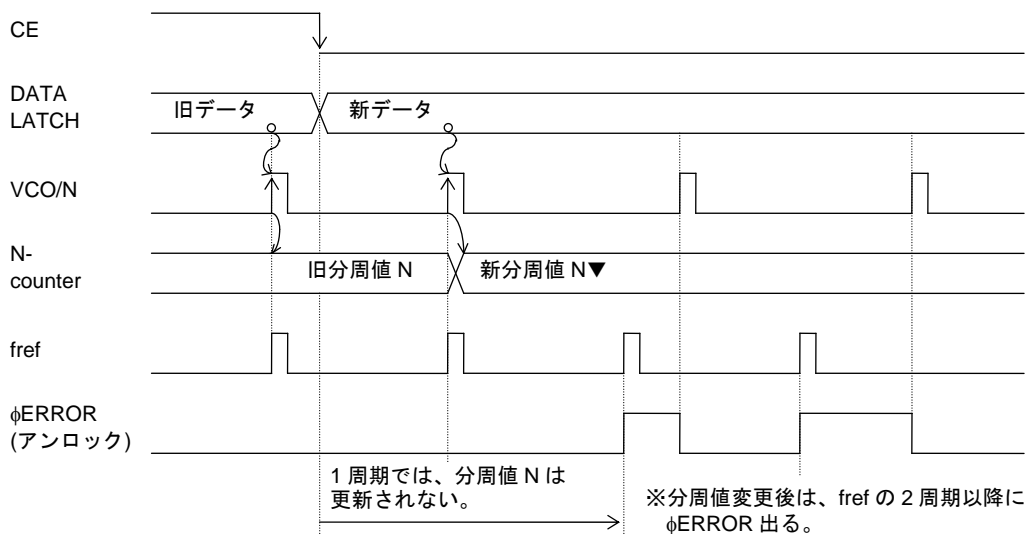 CE
DATA
LATCH
旧データ
新データ
VCO/N
N-
counter
旧分周値 N
新分周値 N▼
fref
φERROR
(アンロック)
1 周期では、分周値 N は
更新されない。
※分周値変更後は、fref の 2 周期以降に
φERROR 出る。